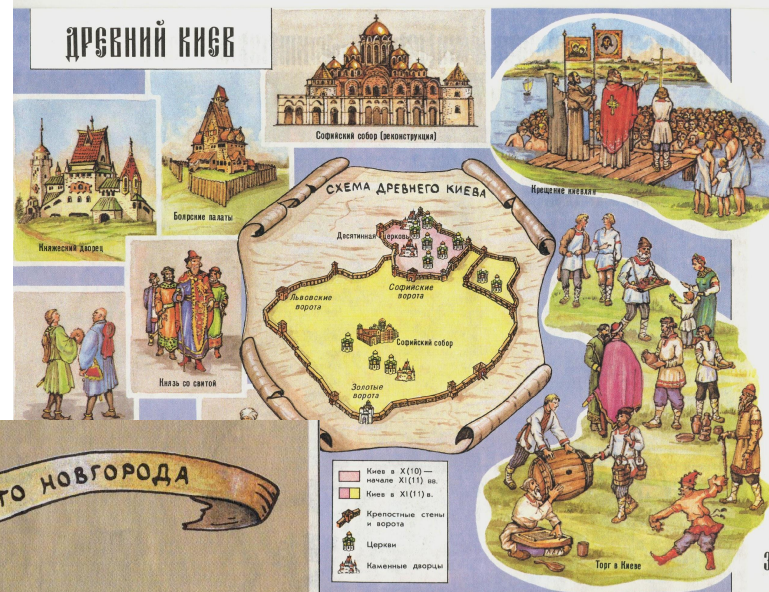 ДРЕВНИЙ КИЕВ
Софийский собор (реконструкция)
Крещение киевлян
Боярские палаты
Княжеский дворец
СХЕМА ДРЕВНЕГО КИЕВА
Десятинная церковь
Софийские
ворота
Львовские
ворота
Софийский собор
Золотые
ворота
Князь со свитой
ГО НОВГОРОДА
Киев в X(10) —
начале XI(11) вв.
Киев в XI(11) в.
Крепостные стены
и ворота
Церкви
Каменные дворцы
Торг в Киеве
3